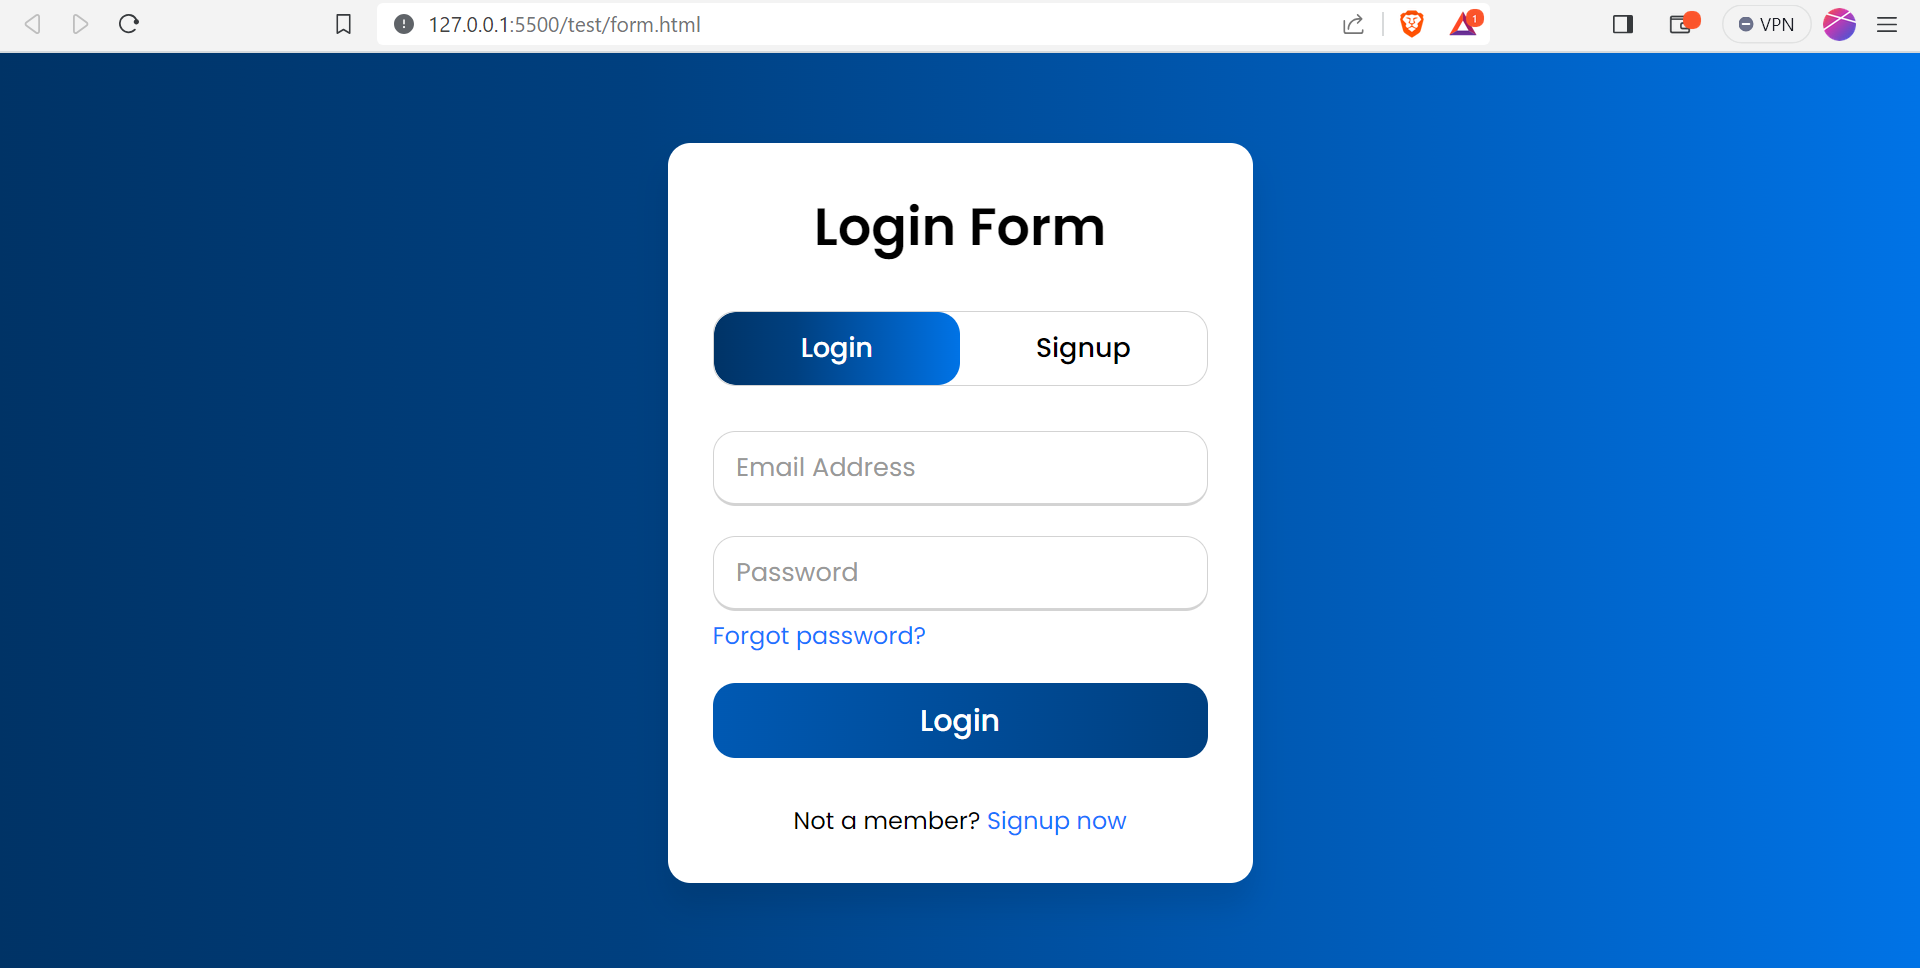 127.0.0.1:5500/test/form.html
1
VPN
Login Form
Login Signup
Email Address
Password
Forgot password?
Login
Not a member? Signup now